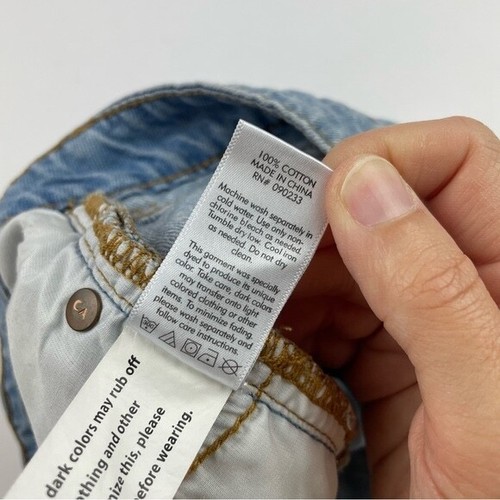 100% COTTON
MADE IN CHINA
RN# 090233
Machine wash separately in
cold water. Use only non-
chlorine bleach as needed.
Tumble dry low. Cool iron
as needed. Do not dry
clean.
This garment was specially
dyed to produce its unique
color. Take care, dark colors
may transfer onto light
colored clothing or other
items. To minimize fading,
please wash separately and
follow care instructions.
dark colors may rub off
othing and other
nize this, please
before wearing.
CV